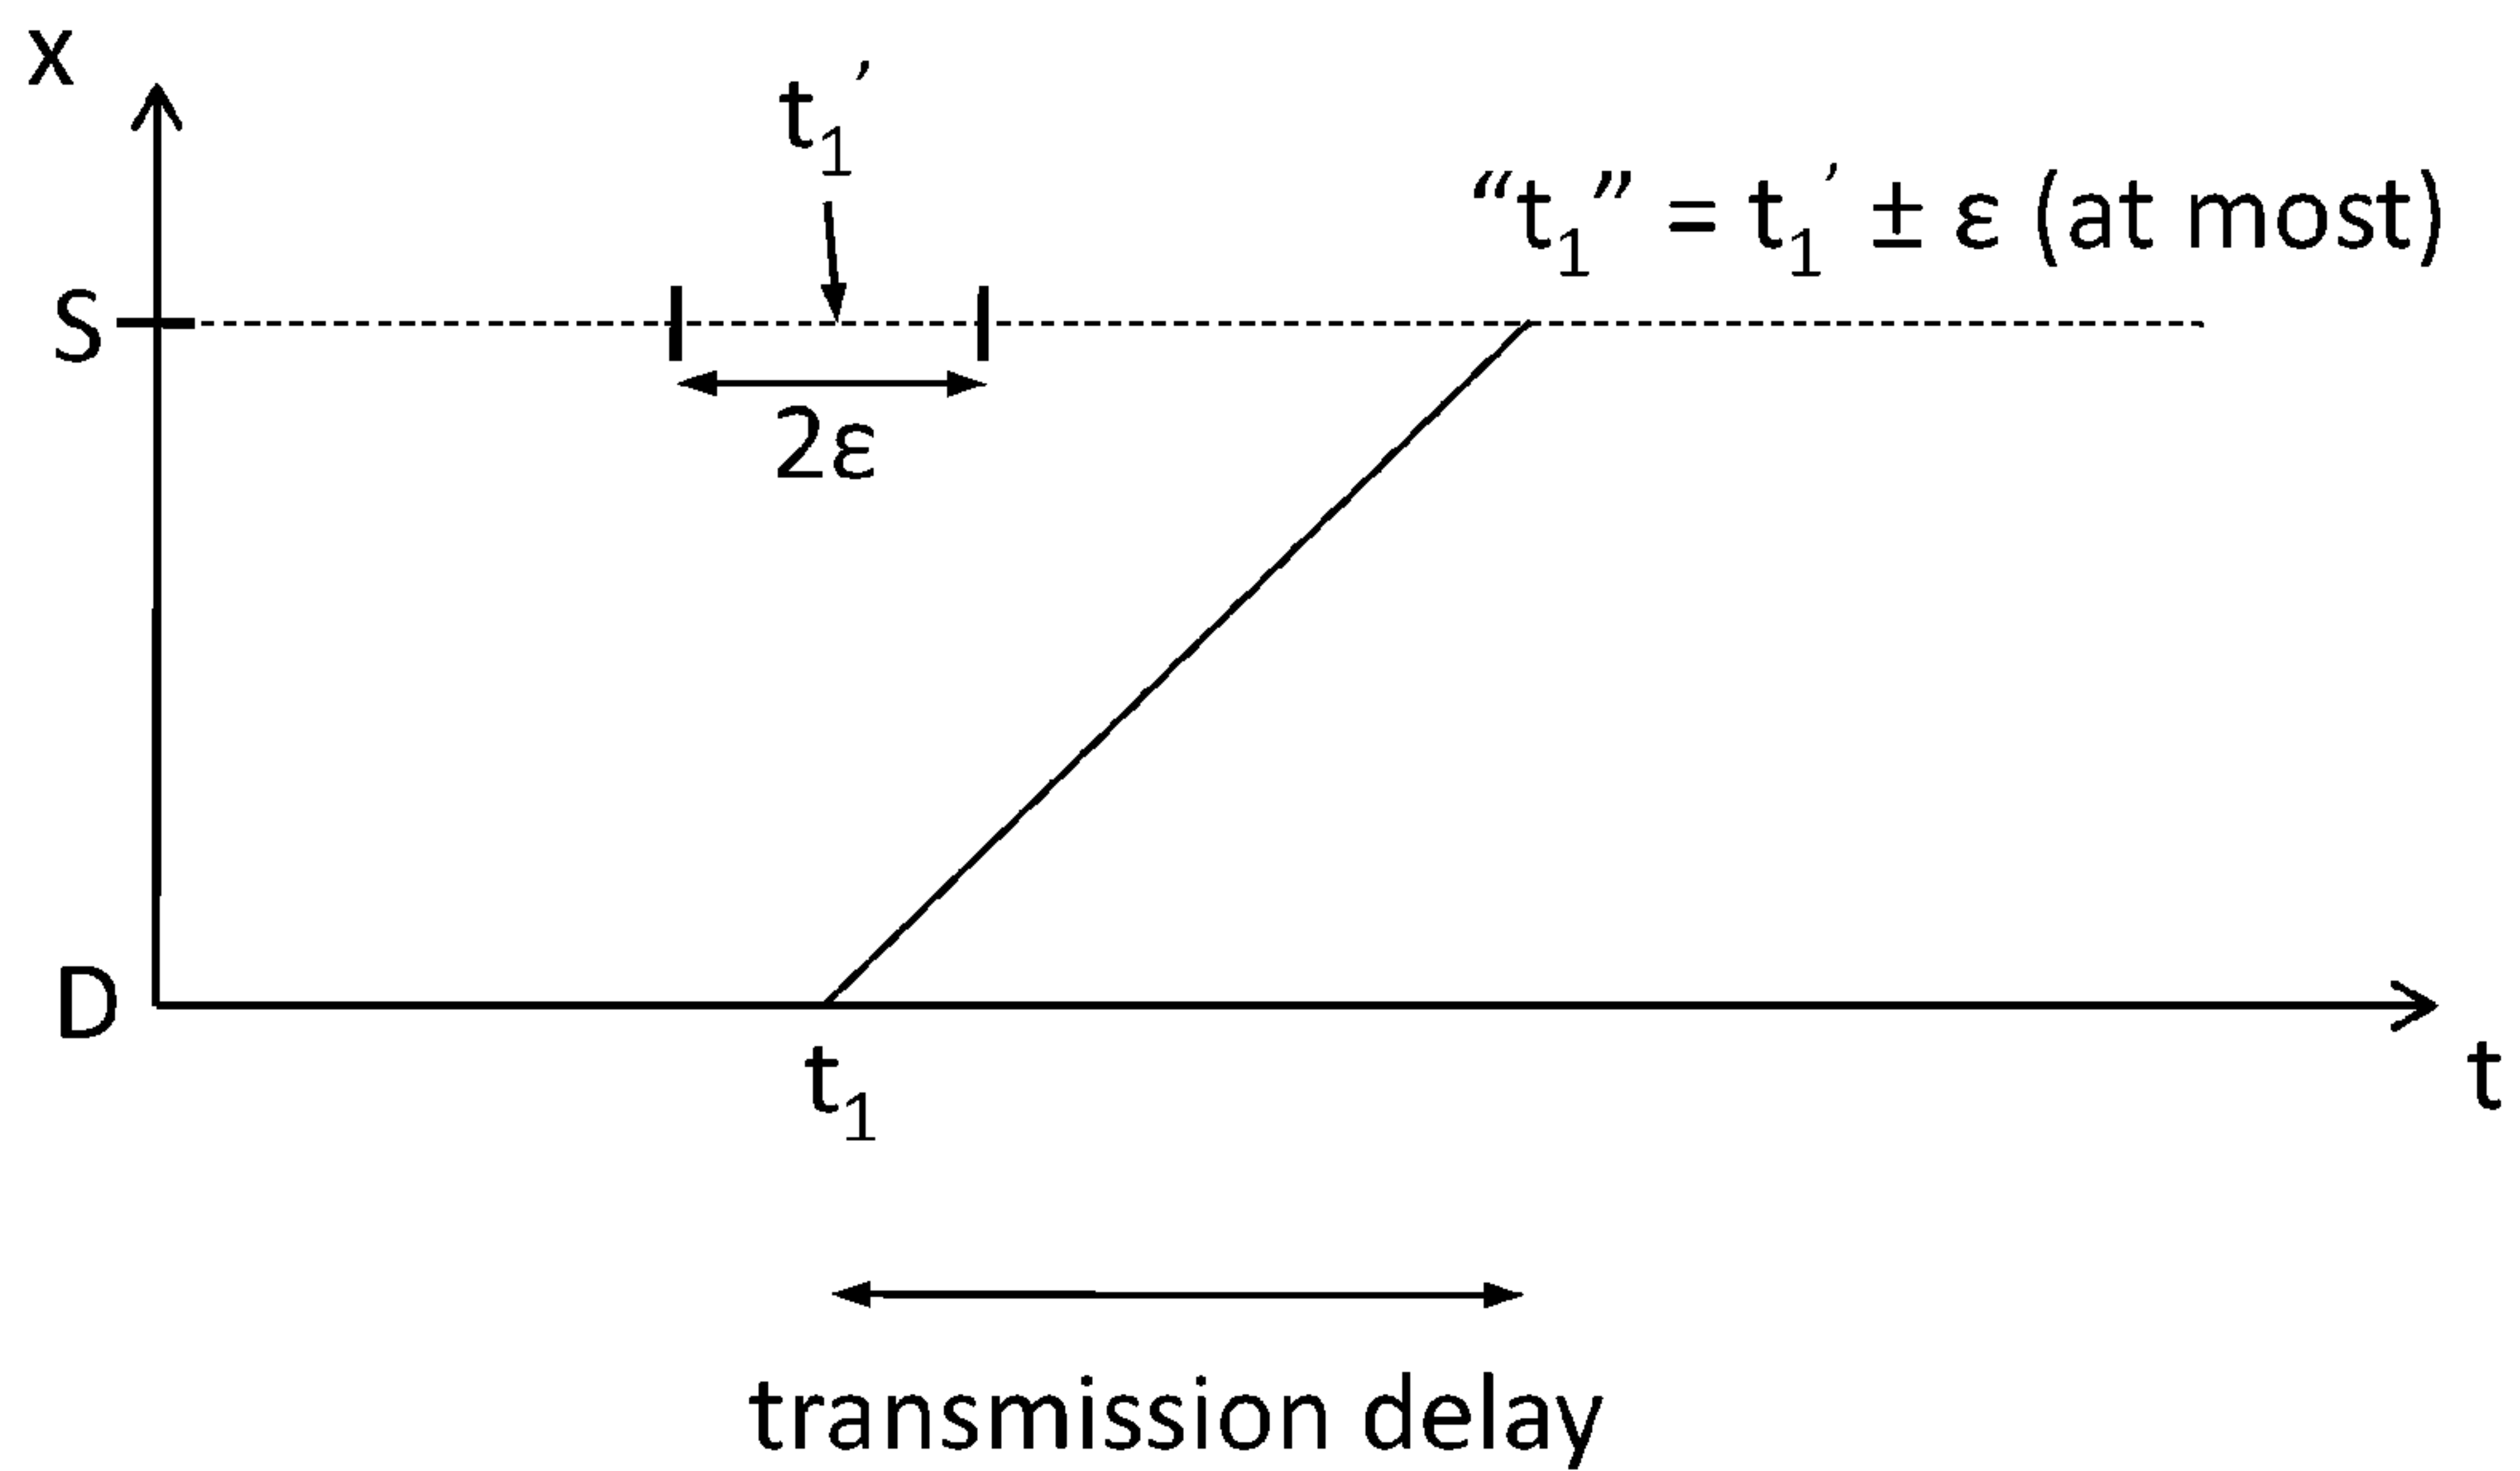 x
t₁’
“t₁” = t₁’ ± ε (at most)
S
2ε
D
t₁
t
transmission delay